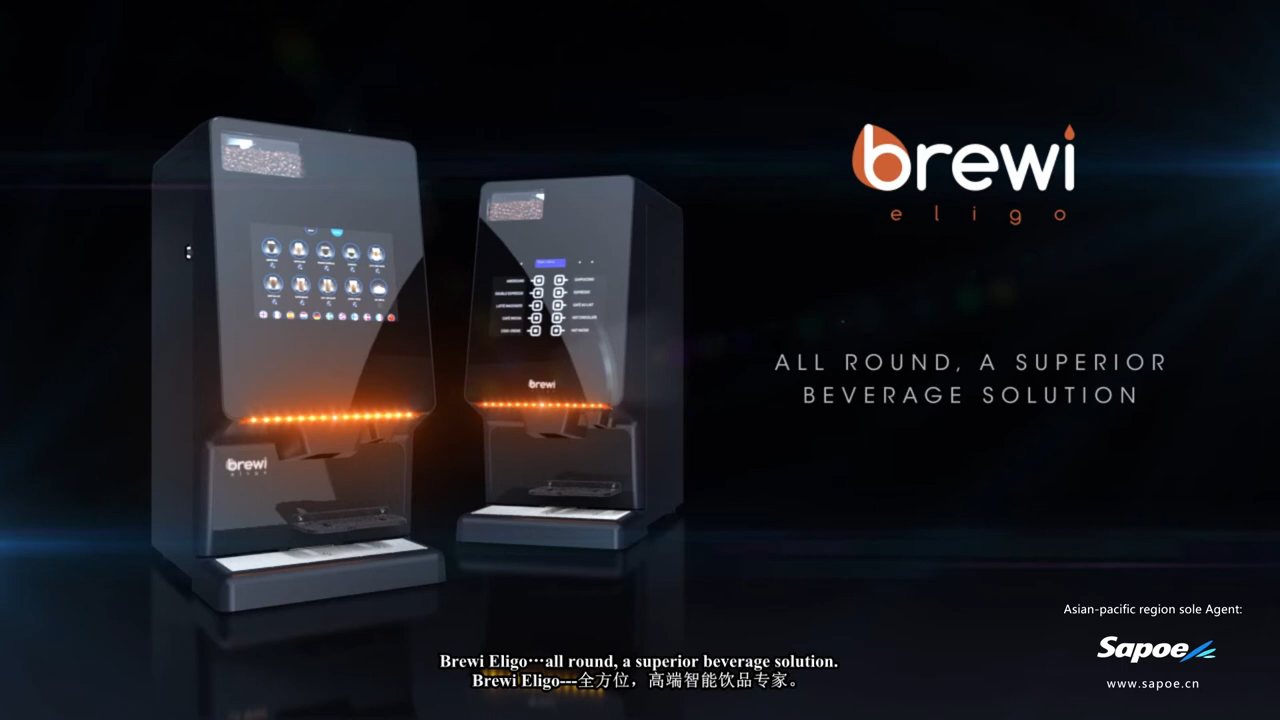 brewi
eligo
ALL ROUND, A SUPERIOR
BEVERAGE SOLUTION
brewi
brewi
eligo
Asian-pacific region sole Agent:
Sapoe
www.sapoe.cn
Brewi Eligo···all round, a superior beverage solution.
Brewi Eligo---全方位，高端智能饮品专家。